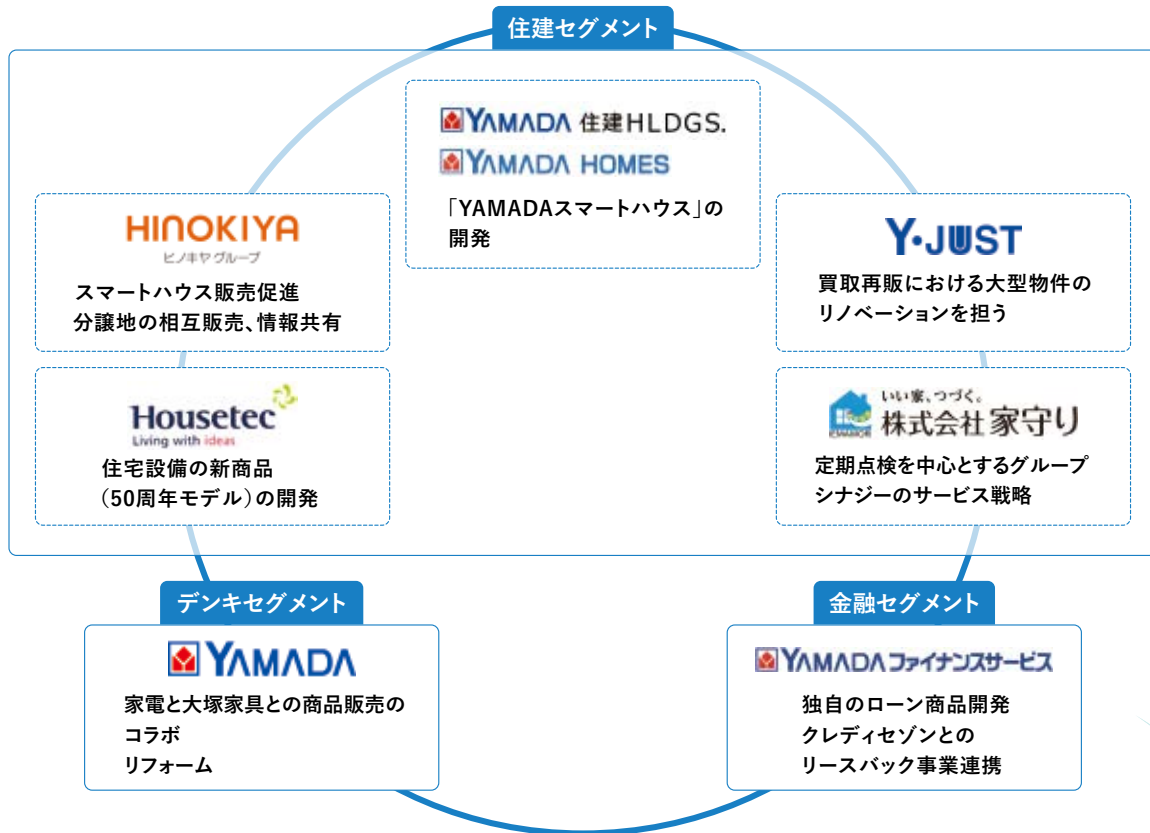 住建セグメント
YAMADA 住建HLDGS.
YAMADA HOMES
「YAMADAスマートハウス」の
開発
HINOKIYA
ヒノキヤグループ
スマートハウス販売促進
分譲地の相互販売、情報共有
Y・JUST
買取再販における大型物件の
リノベーションを担う
Housetec
Living with ideas
住宅設備の新商品
（50周年モデル）の開発
いい家、つづく。
株式会社 家守り
定期点検を中心とするグループ
シナジーのサービス戦略
デンキセグメント
YAMADA
家電と大塚家具との商品販売の
コラボ
リフォーム
金融セグメント
YAMADAファイナンスサービス
独自のローン商品開発
クレディセゾンとの
リースバック事業連携